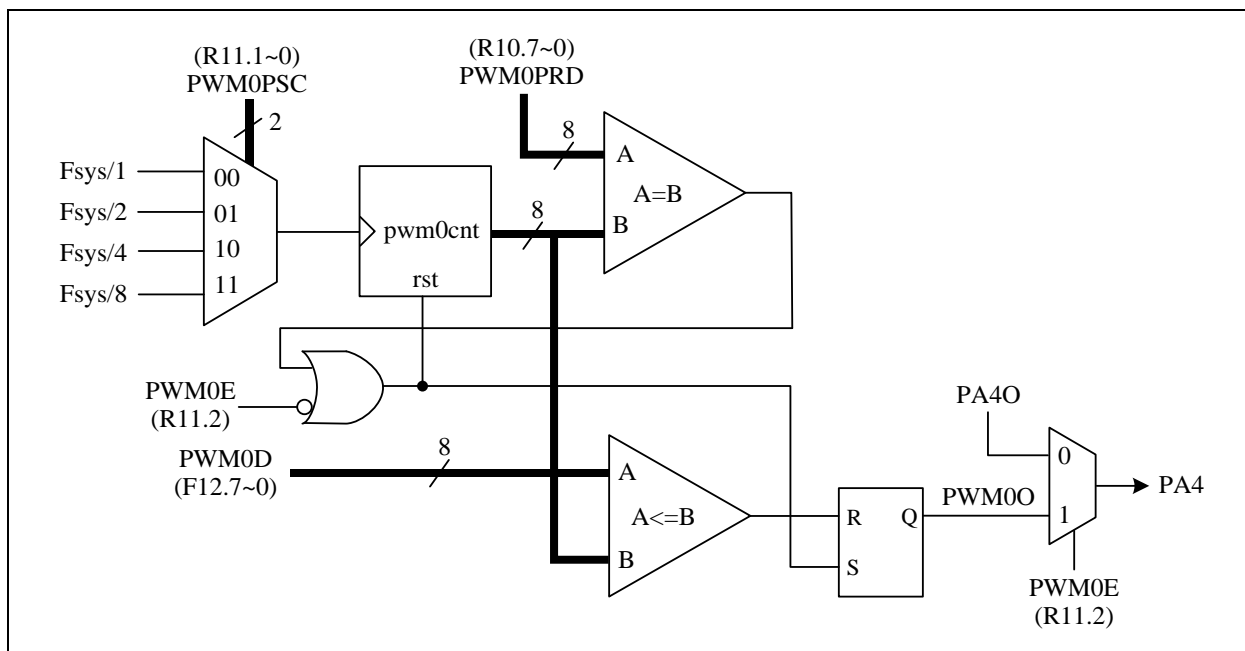 (R11.1~0)
PWM0PSC
2
Fsys/1
Fsys/2
Fsys/4
Fsys/8
00
01
10
11
pwm0cnt
rst
8
(R10.7~0)
PWM0PRD
8
A
A=B
B
PWM0E
(R11.2)
PWM0D
(F12.7~0)
8
A
A<=B
B
R
Q
S
PWM0O
PA4O
0
1
PA4
PWM0E
(R11.2)